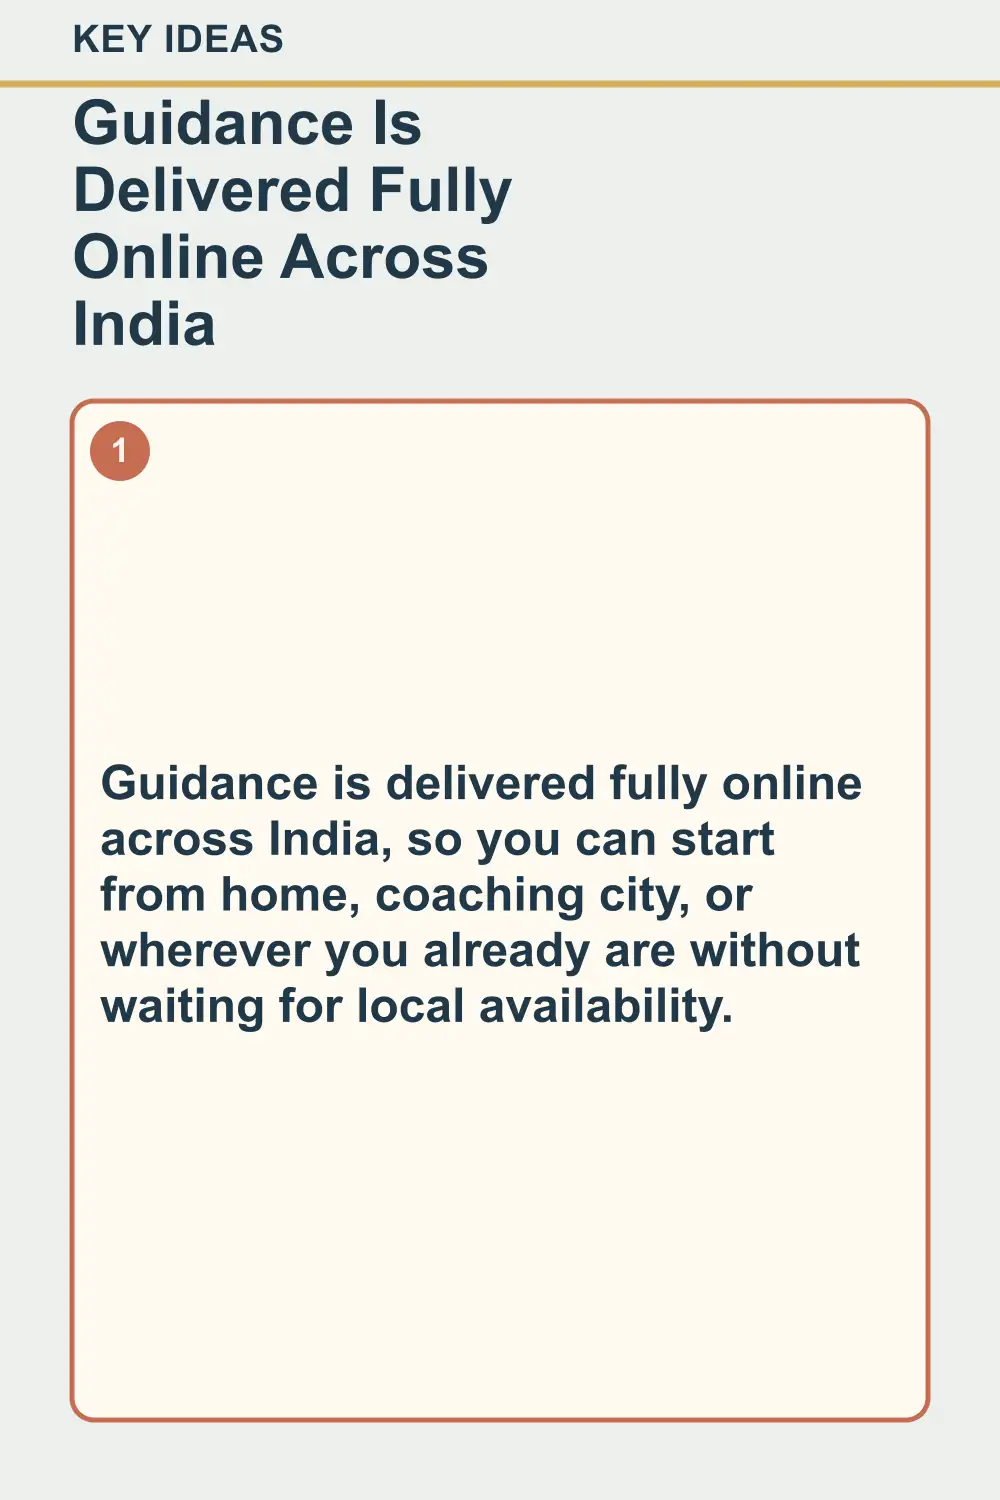 KEY IDEAS
Guidance Is
Delivered Fully
Online Across
India
1
Guidance is delivered fully online
across India, so you can start
from home, coaching city, or
wherever you already are without
waiting for local availability.